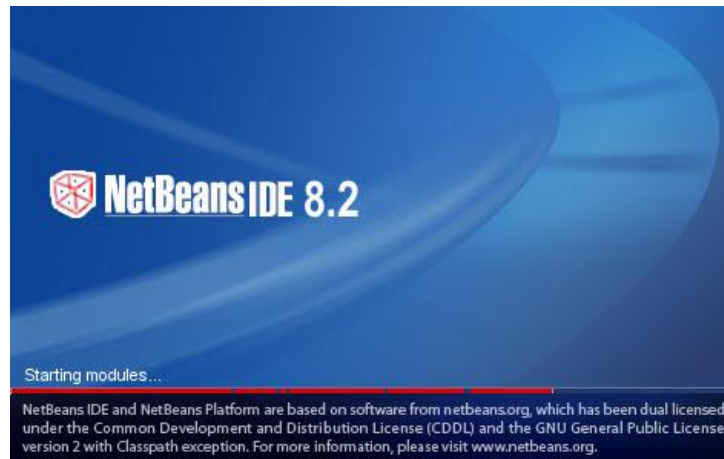 NetBeans IDE 8.2
Starting modules...
NetBeans IDE and NetBeans Platform are based on software from netbeans.org, which has been dual licensed
under the Common Development and Distribution License (CDDL) and the GNU General Public License
version 2 with Classpath exception. For more information, please visit www.netbeans.org.